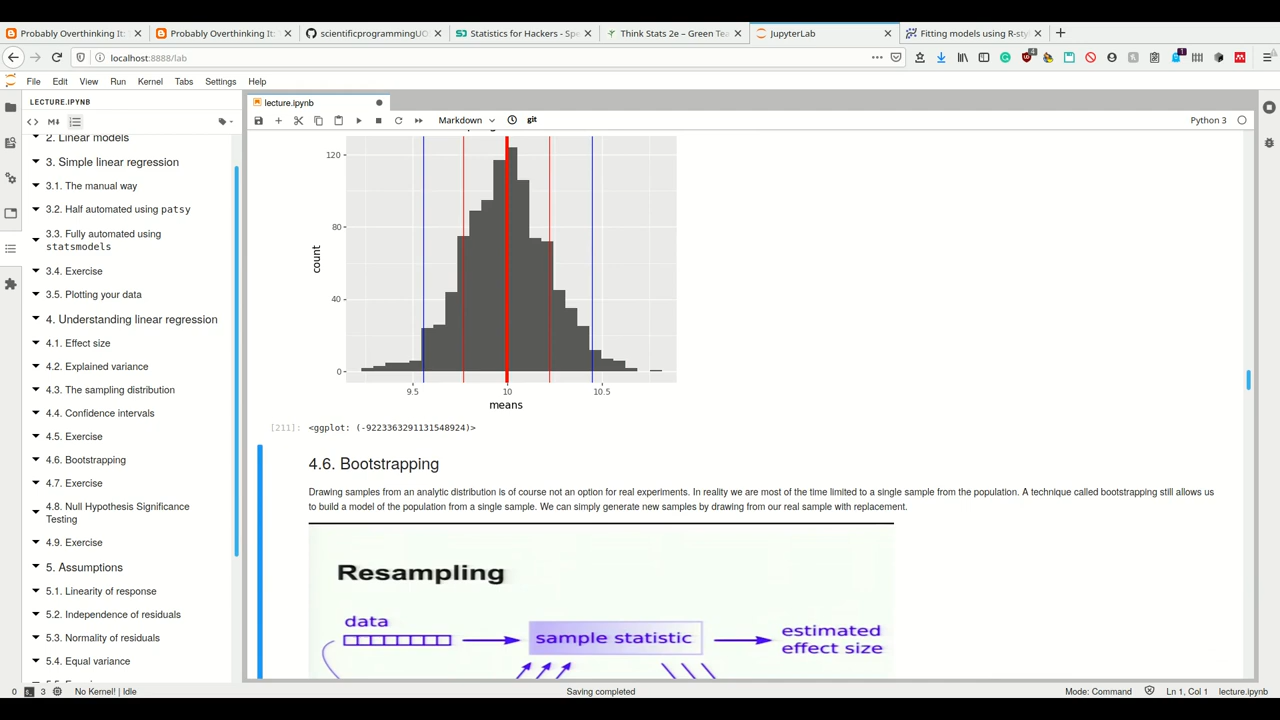 Probably Overthinking It:
Probably Overthinking It:
scientificprogrammingUO
Statistics for Hackers - Spe
Think Stats 2e – Green Tea
JupyterLab
Fitting models using R-sty
localhost:8888/lab
File Edit View Run Kernel Tabs Settings Help
LECTURE.IPYNB
lecture.ipynb
Markdown
git
Python 3
2. Linear models
3. Simple linear regression
3.1. The manual way
3.2. Half automated using patsy
3.3. Fully automated using
statsmodels
3.4. Exercise
3.5. Plotting your data
4. Understanding linear regression
4.1. Effect size
4.2. Explained variance
4.3. The sampling distribution
4.4. Confidence intervals
4.5. Exercise
4.6. Bootstrapping
4.7. Exercise
4.8. Null Hypothesis Significance
Testing
4.9. Exercise
5. Assumptions
5.1. Linearity of response
5.2. Independence of residuals
5.3. Normality of residuals
5.4. Equal variance
120
80
40
0
count
9.5 10 10.5
means
[211]: <ggplot: (-9223363291131548924)>
4.6. Bootstrapping
Drawing samples from an analytic distribution is of course not an option for real experiments. In reality we are most of the time limited to a single sample from the population. A technique called bootstrapping still allows us
to build a model of the population from a single sample. We can simply generate new samples by drawing from our real sample with replacement.
Resampling
data
sample statistic
estimated
effect size
0 3 No Kernel! | Idle
Saving completed
Mode: Command
Ln 1, Col 1
lecture.ipynb